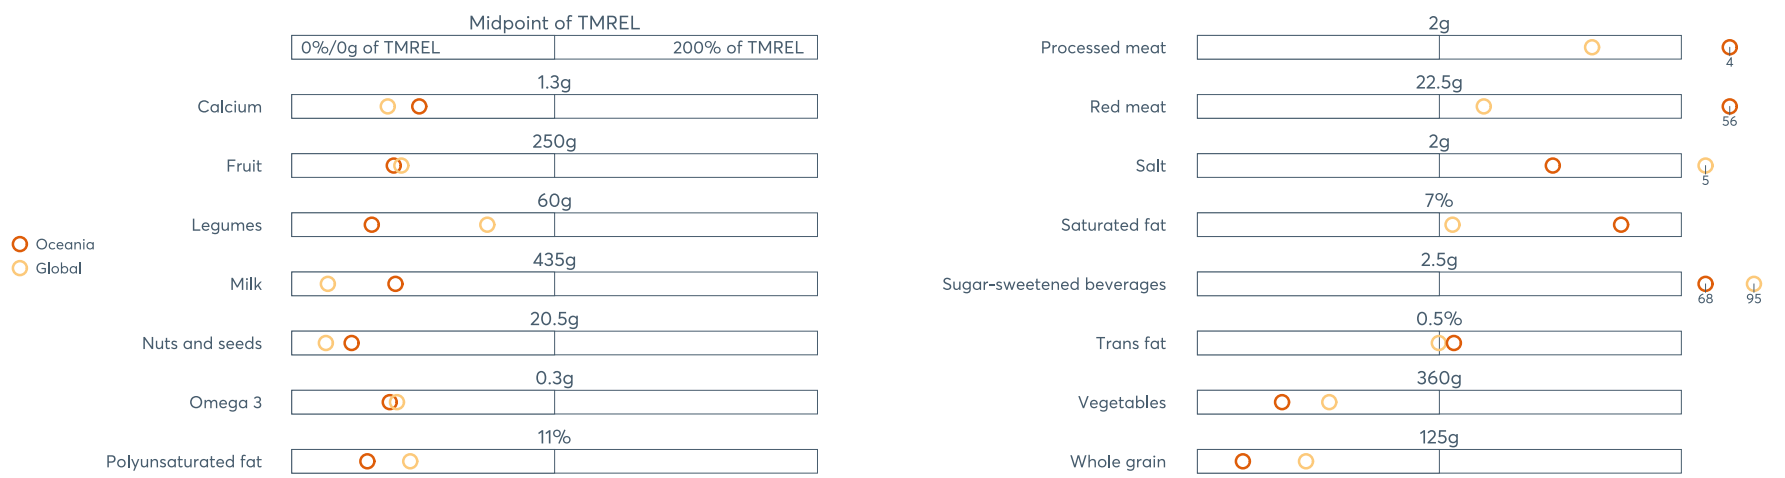 Midpoint of TMREL
0%/0g of TMREL 200% of TMREL
1.3g
Calcium
250g
Fruit
60g
Legumes
435g
Milk
20.5g
Nuts and seeds
0.3g
Omega 3
11%
Polyunsaturated fat
Oceania
Global
2g
Processed meat
4
22.5g
Red meat
56
2g
Salt
5
7%
Saturated fat
2.5g
Sugar-sweetened beverages
68 95
0.5%
Trans fat
360g
Vegetables
125g
Whole grain